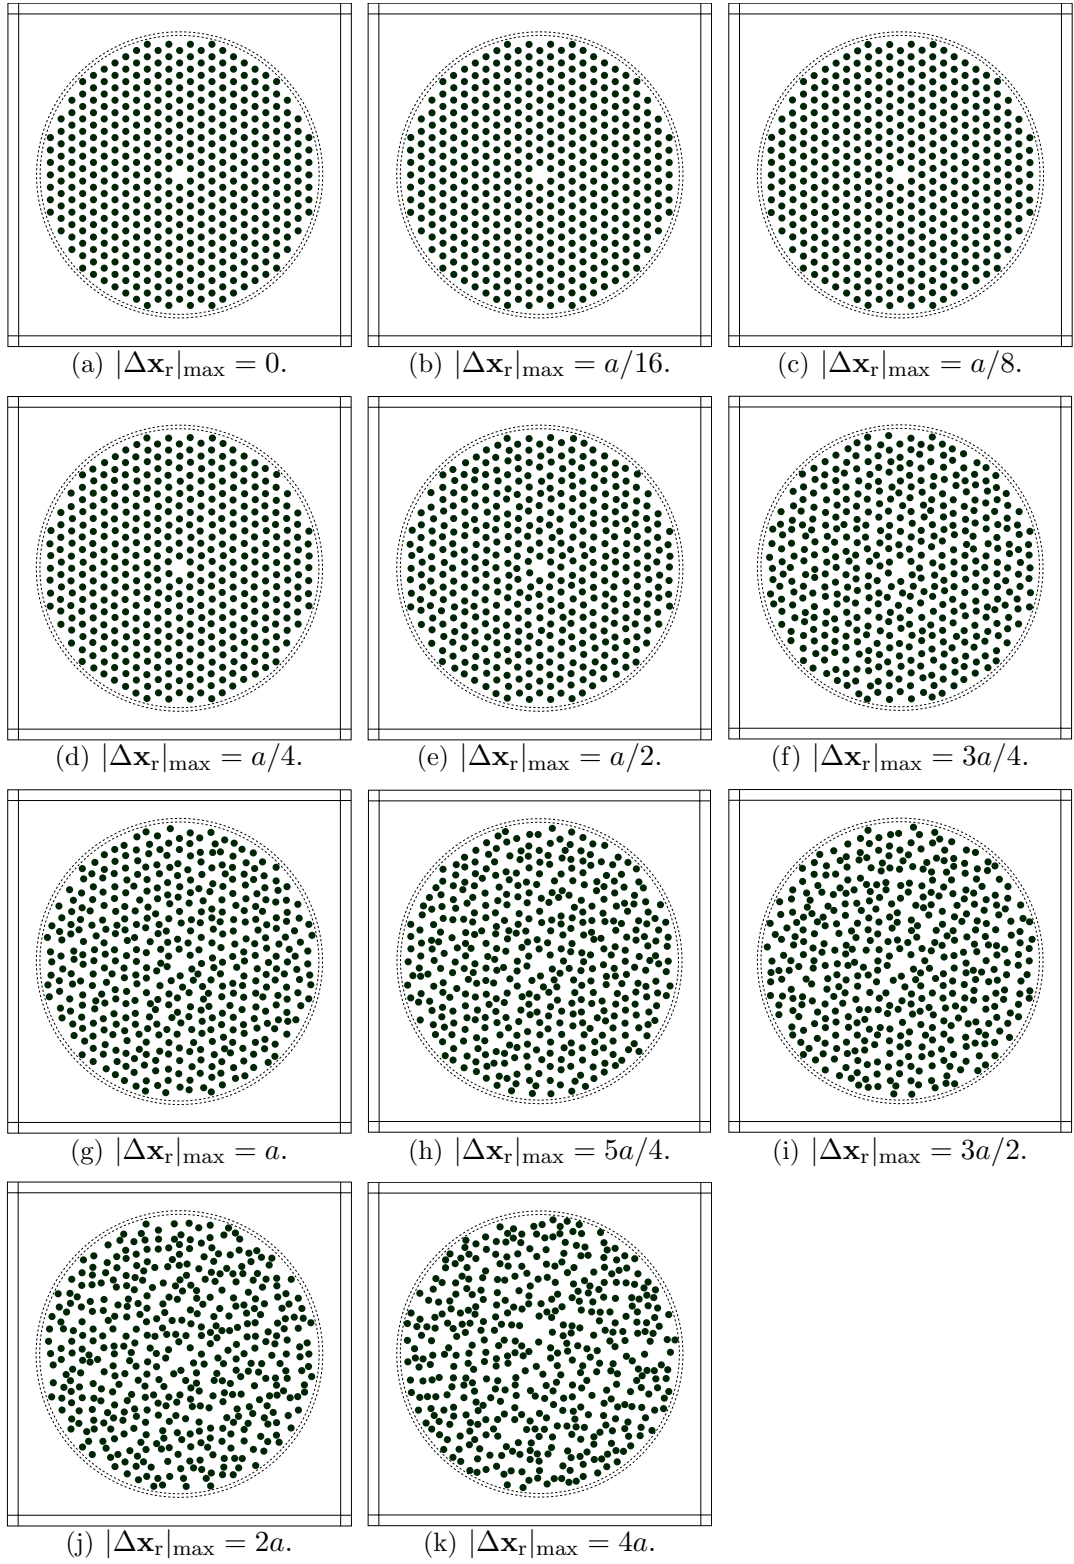 (a) |Δx_r|_max = 0.
(b) |Δx_r|_max = a/16.
(c) |Δx_r|_max = a/8.
(d) |Δx_r|_max = a/4.
(e) |Δx_r|_max = a/2.
(f) |Δx_r|_max = 3a/4.
(g) |Δx_r|_max = a.
(h) |Δx_r|_max = 5a/4.
(i) |Δx_r|_max = 3a/2.
(j) |Δx_r|_max = 2a.
(k) |Δx_r|_max = 4a.